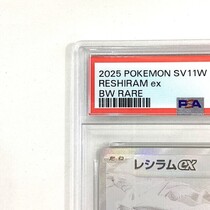 2025 POKEMON SV11W
RESHIRAM ex
BW RARE
PSA
レシラムex